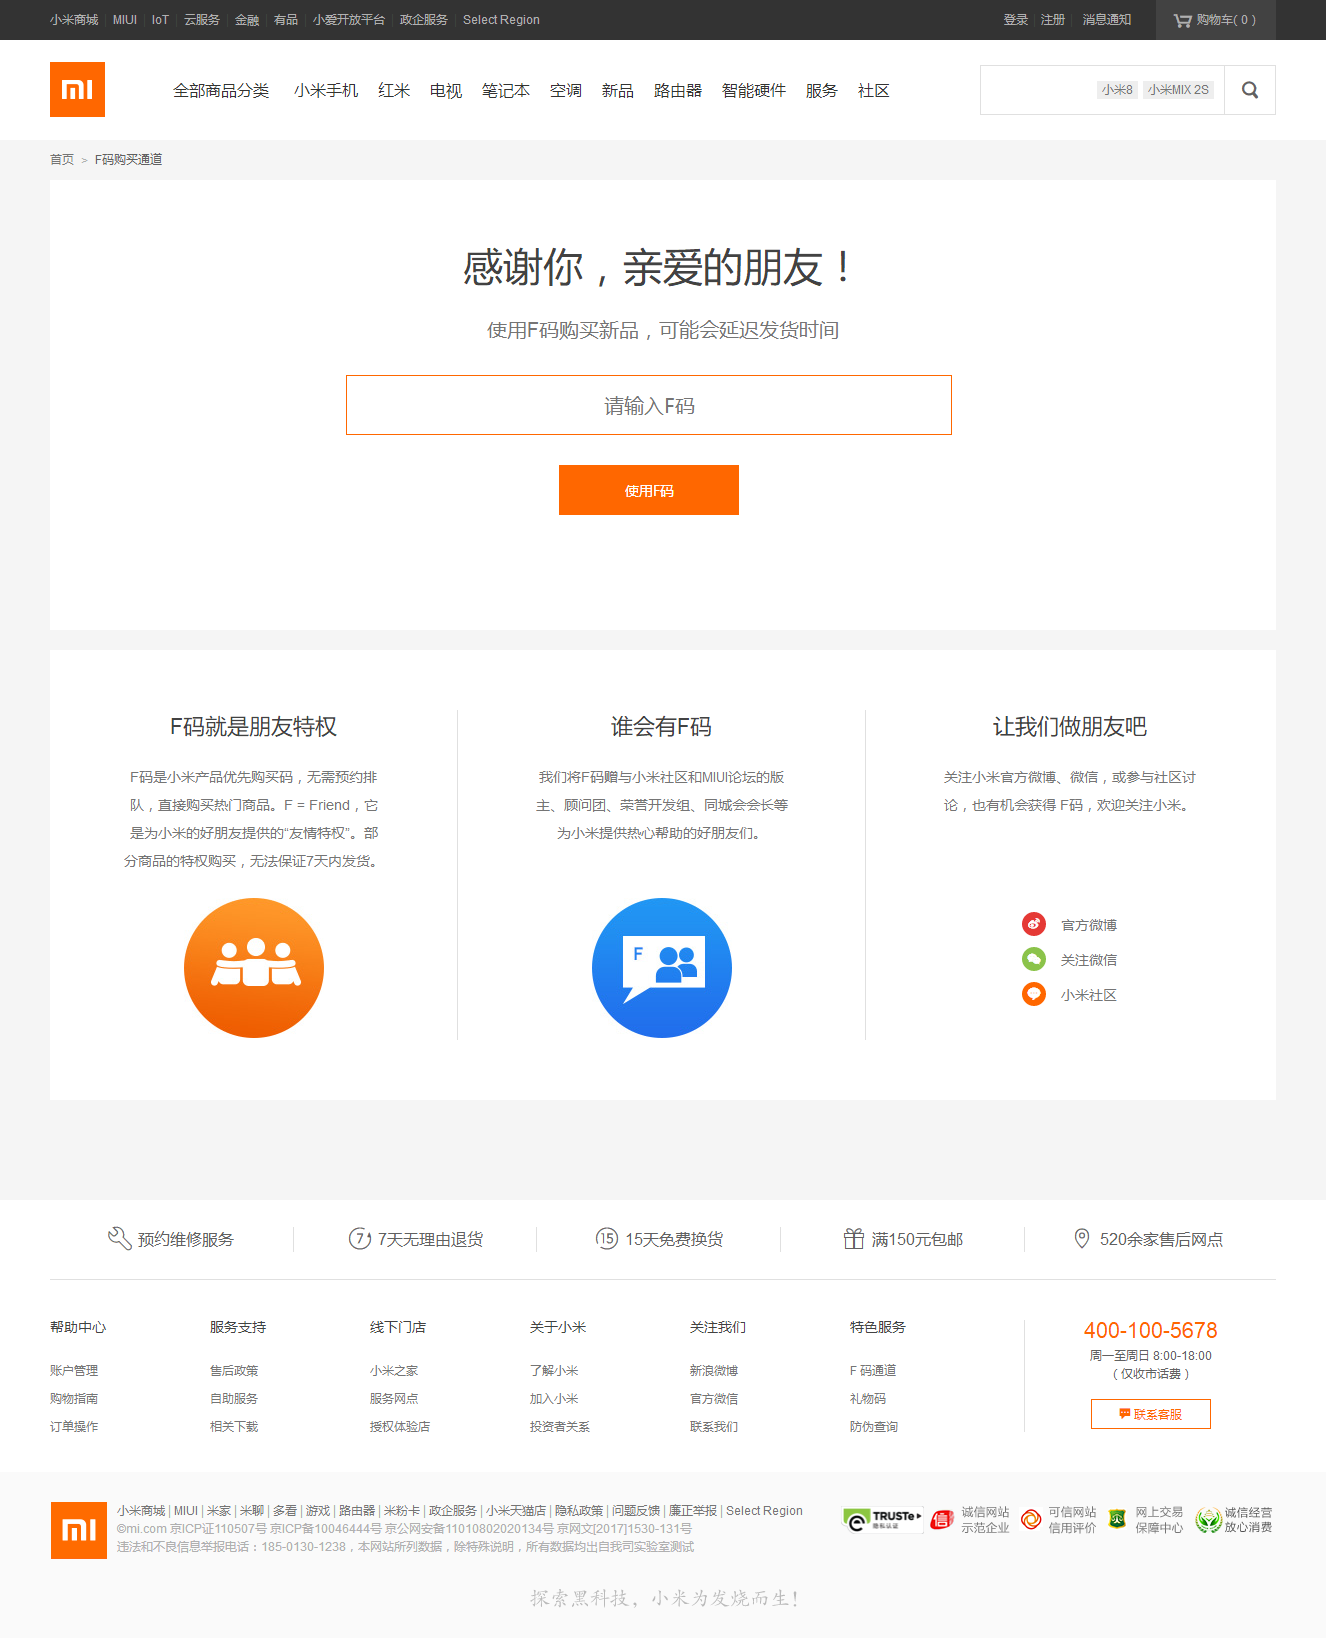 小米商城 | MIUI | IoT | 云服务 | 金融 | 有品 | 小爱开放平台 | 政企服务 | Select Region
登录 | 注册 | 消息通知 购物车( 0 )
mi 全部商品分类 小米手机 红米 电视 笔记本 空调 新品 路由器 智能硬件 服务 社区 小米8 小米MIX 2S
首页 > F码购买通道
感谢你，亲爱的朋友！
使用F码购买新品，可能会延迟发货时间
请输入F码
使用F码
F码就是朋友特权
F码是小米产品优先购买码，无需预约排
队，直接购买热门商品。F = Friend，它
是为小米的好朋友提供的“友情特权”。部
分商品的特权购买，无法保证7天内发货。
谁会有F码
我们将F码赠与小米社区和MIUI论坛的版
主、顾问团、荣誉开发组、同城会会长等
为小米提供热心帮助的好朋友们。
F
让我们做朋友吧
关注小米官方微博、微信，或参与社区讨
论，也有机会获得 F码，欢迎关注小米。
官方微博
关注微信
小米社区
预约维修服务 7 7天无理由退货 15 15天免费换货 满150元包邮 520余家售后网点
帮助中心
账户管理
购物指南
订单操作
服务支持
售后政策
自助服务
相关下载
线下门店
小米之家
服务网点
授权体验店
关于小米
了解小米
加入小米
投资者关系
关注我们
新浪微博
官方微信
联系我们
特色服务
F 码通道
礼物码
防伪查询
400-100-5678
周一至周日 8:00-18:00
（仅收市话费）
联系客服
mi
小米商城 | MIUI | 米家 | 米聊 | 多看 | 游戏 | 路由器 | 米粉卡 | 政企服务 | 小米天猫店 | 隐私政策 | 问题反馈 | 廉正举报 | Select Region
©mi.com 京ICP证110507号 京ICP备10046444号 京公网安备11010802020134号 京网文[2017]1530-131号
违法和不良信息举报电话：185-0130-1238，本网站所列数据，除特殊说明，所有数据均出自我司实验室测试
TRUSTe
隐私认证
信
诚信网站
示范企业
可信网站
信用评价
网上交易
保障中心
诚信经营
放心消费
探索黑科技，小米为发烧而生！